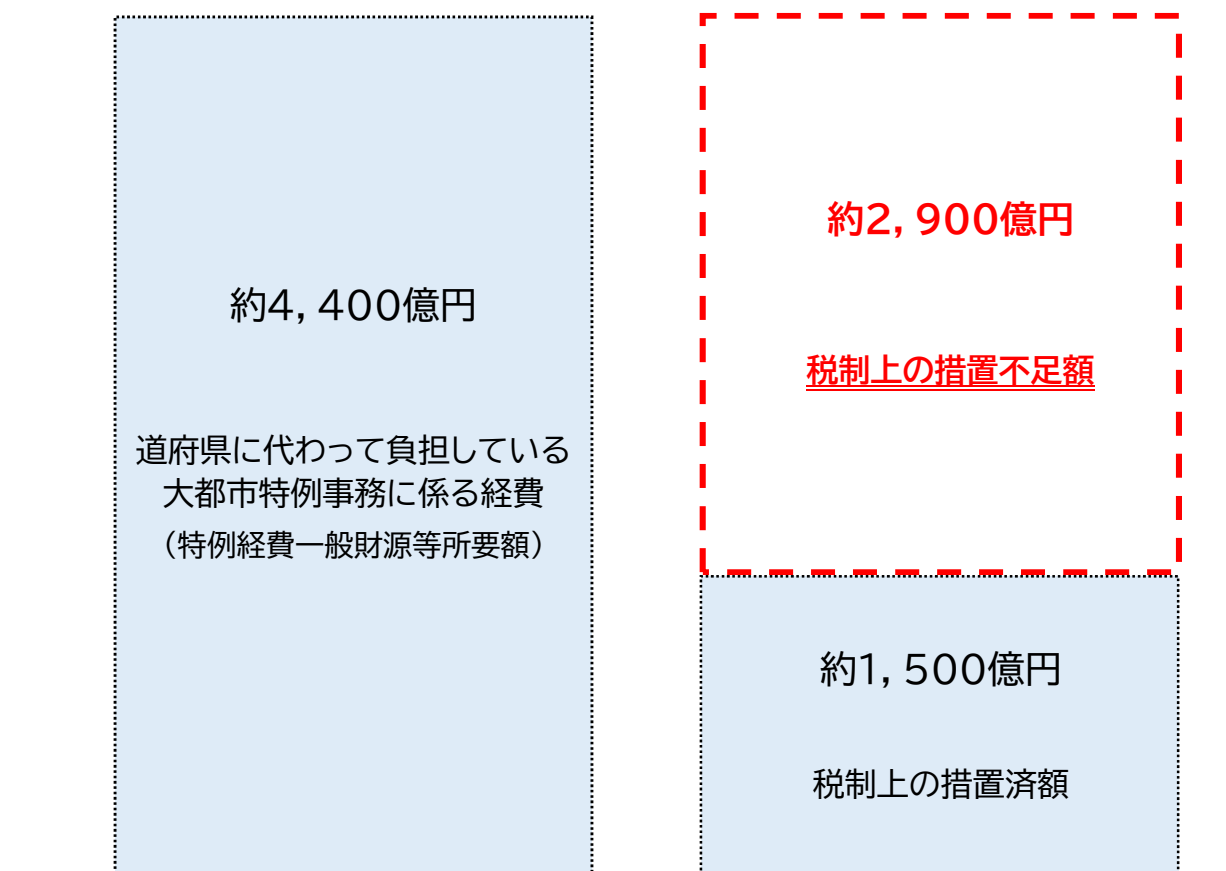 約4,400億円
道府県に代わって負担している
大都市特例事務に係る経費
（特例経費一般財源等所要額）
約2,900億円
税制上の措置不足額
約1,500億円
税制上の措置済額